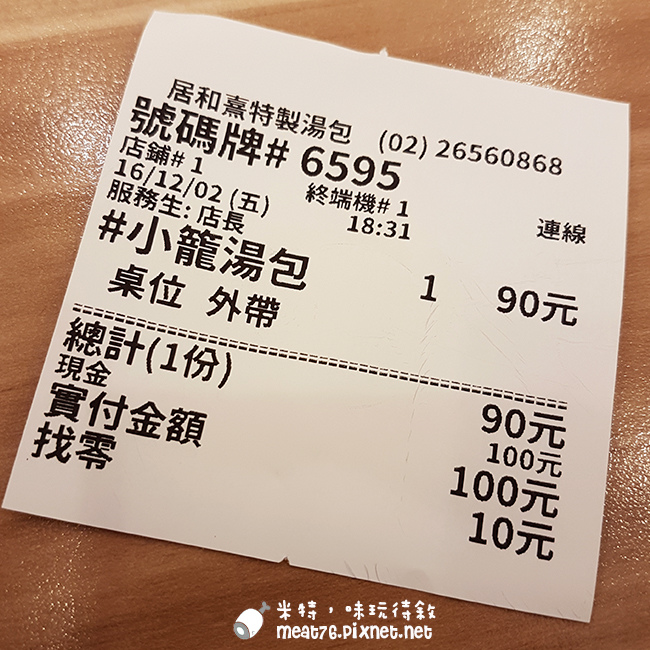 居和熹特製湯包 (02) 26560868
號碼牌# 6595
店鋪# 1 終端機# 1 連線
16/12/02 (五) 18:31
服務生: 店長
#小籠湯包 1 90元
桌位 外帶
總計(1份) 90元
現金 100元
實付金額 100元
找零 10元
米特，味玩待敘
meat76.pixnet.net